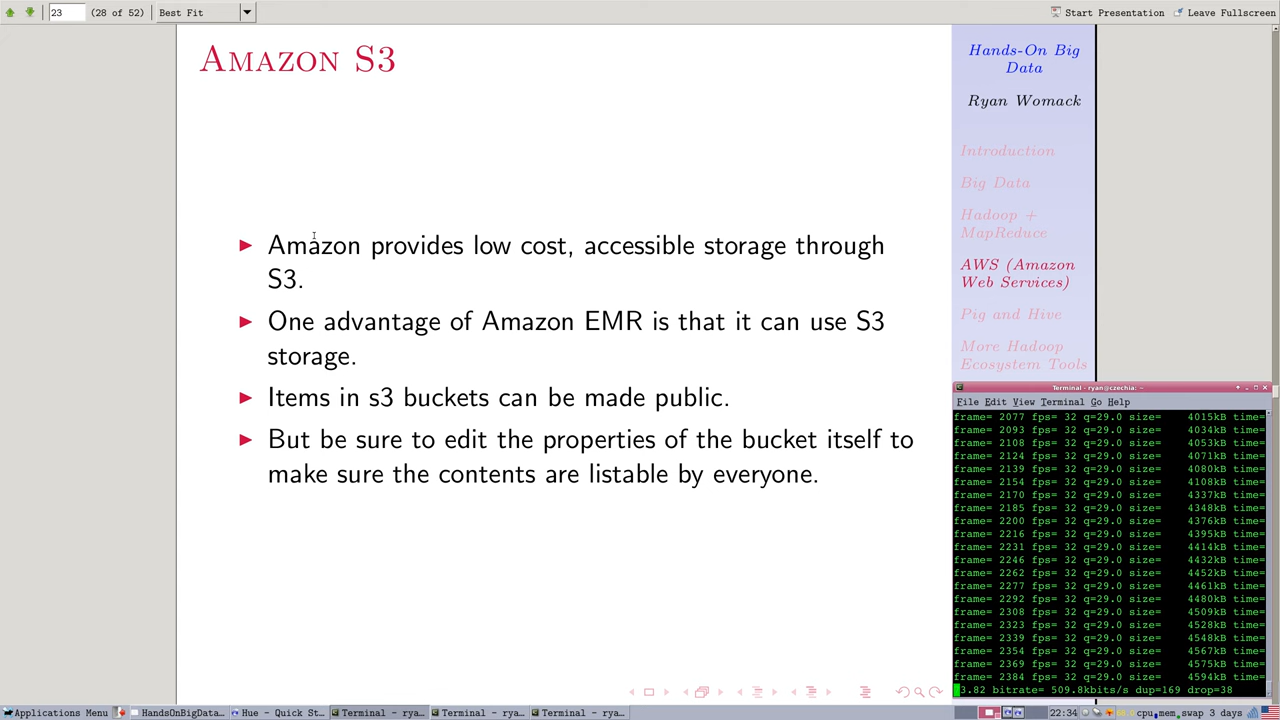 23 (28 of 52) Best Fit Start Presentation Leave Fullscreen
Amazon S3
Amazon provides low cost, accessible storage through
S3.
One advantage of Amazon EMR is that it can use S3
storage.
Items in s3 buckets can be made public.
But be sure to edit the properties of the bucket itself to
make sure the contents are listable by everyone.
Hands-On Big
Data
Ryan Womack
Introduction
Big Data
Hadoop +
MapReduce
AWS (Amazon
Web Services)
Pig and Hive
More Hadoop
Ecosystem Tools
Terminal - ryan@czechia: ~
File Edit View Terminal Go Help
frame= 2077 fps= 32 q=29.0 size= 4015kB time=
frame= 2093 fps= 32 q=29.0 size= 4034kB time=
frame= 2108 fps= 32 q=29.0 size= 4053kB time=
frame= 2124 fps= 32 q=29.0 size= 4071kB time=
frame= 2139 fps= 32 q=29.0 size= 4080kB time=
frame= 2154 fps= 32 q=29.0 size= 4108kB time=
frame= 2170 fps= 32 q=29.0 size= 4337kB time=
frame= 2185 fps= 32 q=29.0 size= 4348kB time=
frame= 2200 fps= 32 q=29.0 size= 4376kB time=
frame= 2216 fps= 32 q=29.0 size= 4395kB time=
frame= 2231 fps= 32 q=29.0 size= 4414kB time=
frame= 2246 fps= 32 q=29.0 size= 4432kB time=
frame= 2262 fps= 32 q=29.0 size= 4452kB time=
frame= 2277 fps= 32 q=29.0 size= 4461kB time=
frame= 2292 fps= 32 q=29.0 size= 4480kB time=
frame= 2308 fps= 32 q=29.0 size= 4509kB time=
frame= 2323 fps= 32 q=29.0 size= 4528kB time=
frame= 2339 fps= 32 q=29.0 size= 4548kB time=
frame= 2354 fps= 32 q=29.0 size= 4567kB time=
frame= 2369 fps= 32 q=29.0 size= 4575kB time=
frame= 2384 fps= 32 q=29.0 size= 4594kB time=
3.82 bitrate= 509.8kbits/s dup=169 drop=38
Applications Menu HandsOnBigData... Hue - Quick St... Terminal - rya... Terminal - rya... Terminal - rya... 22:34 cpu mem swap 3 days